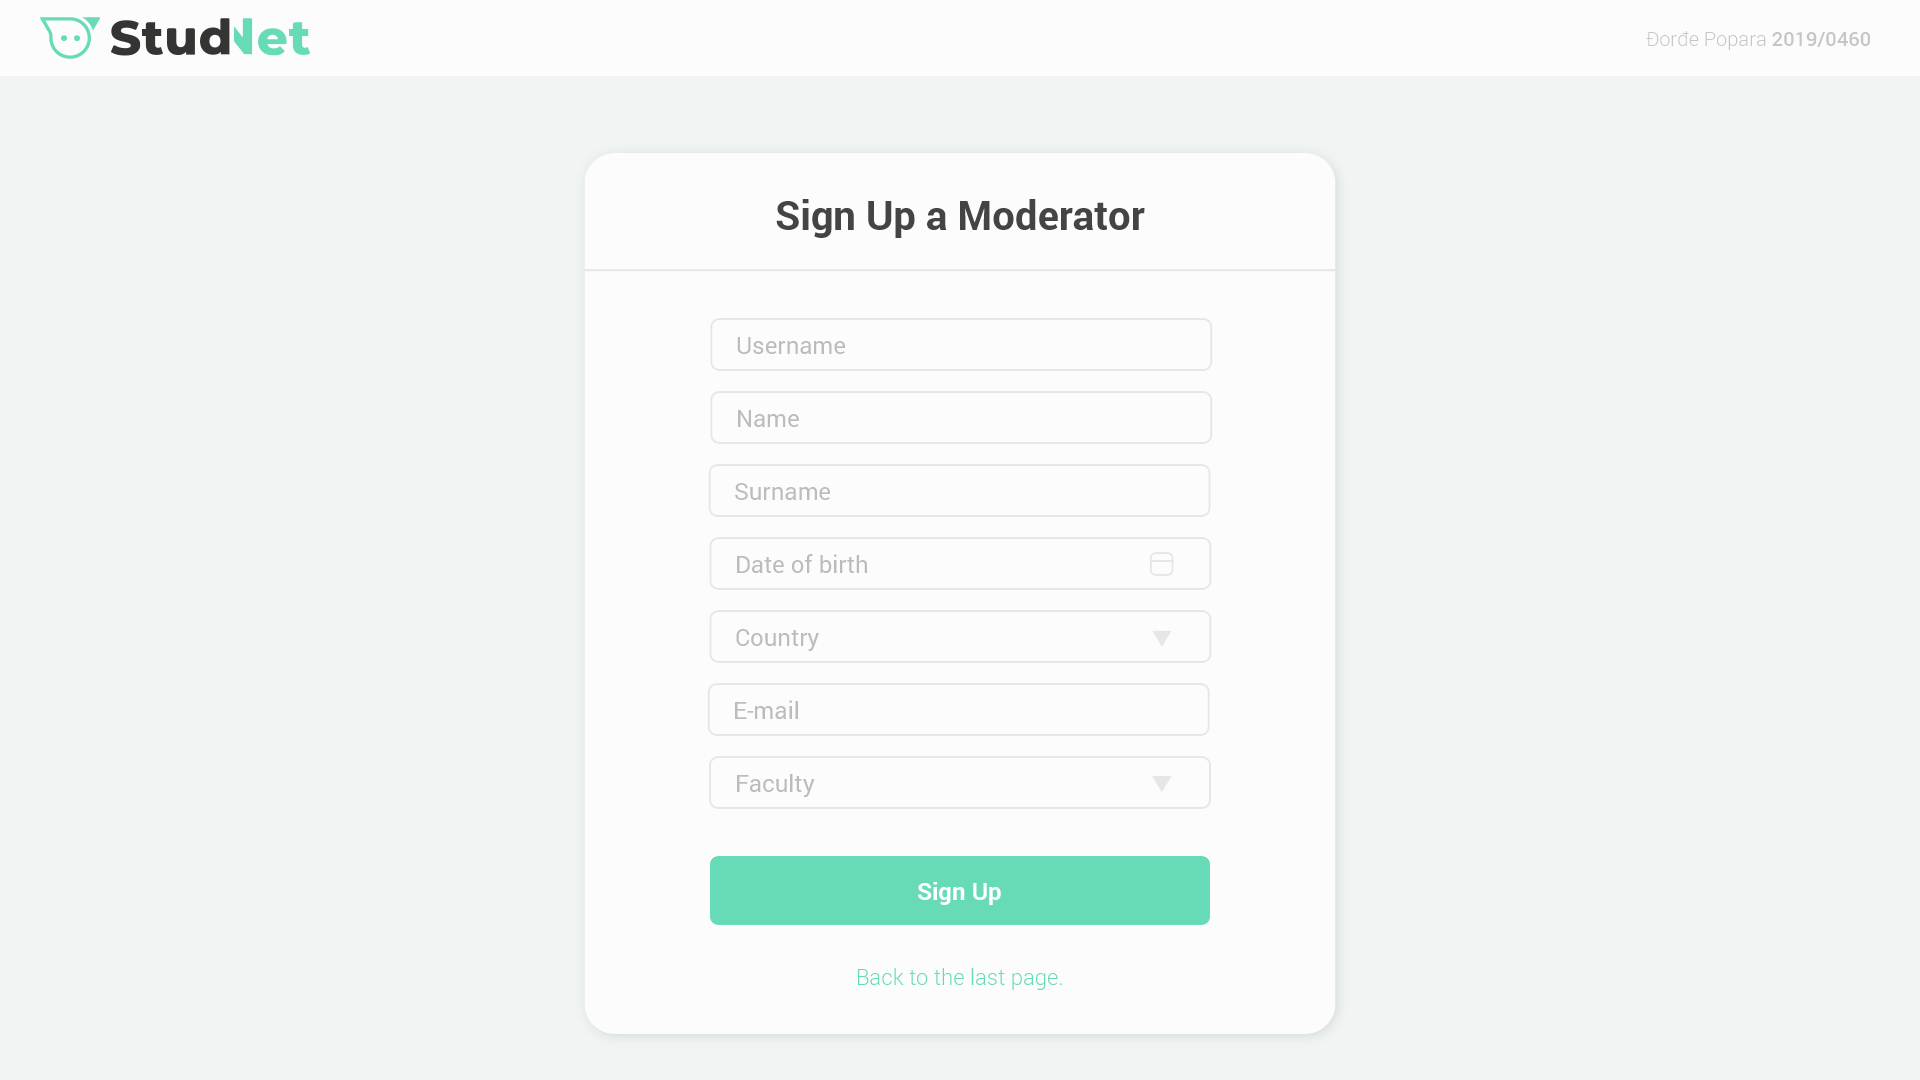 StudNet
Đorđe Popara 2019/0460
Sign Up a Moderator
Username
Name
Surname
Date of birth
Country
E-mail
Faculty
Sign Up
Back to the last page.